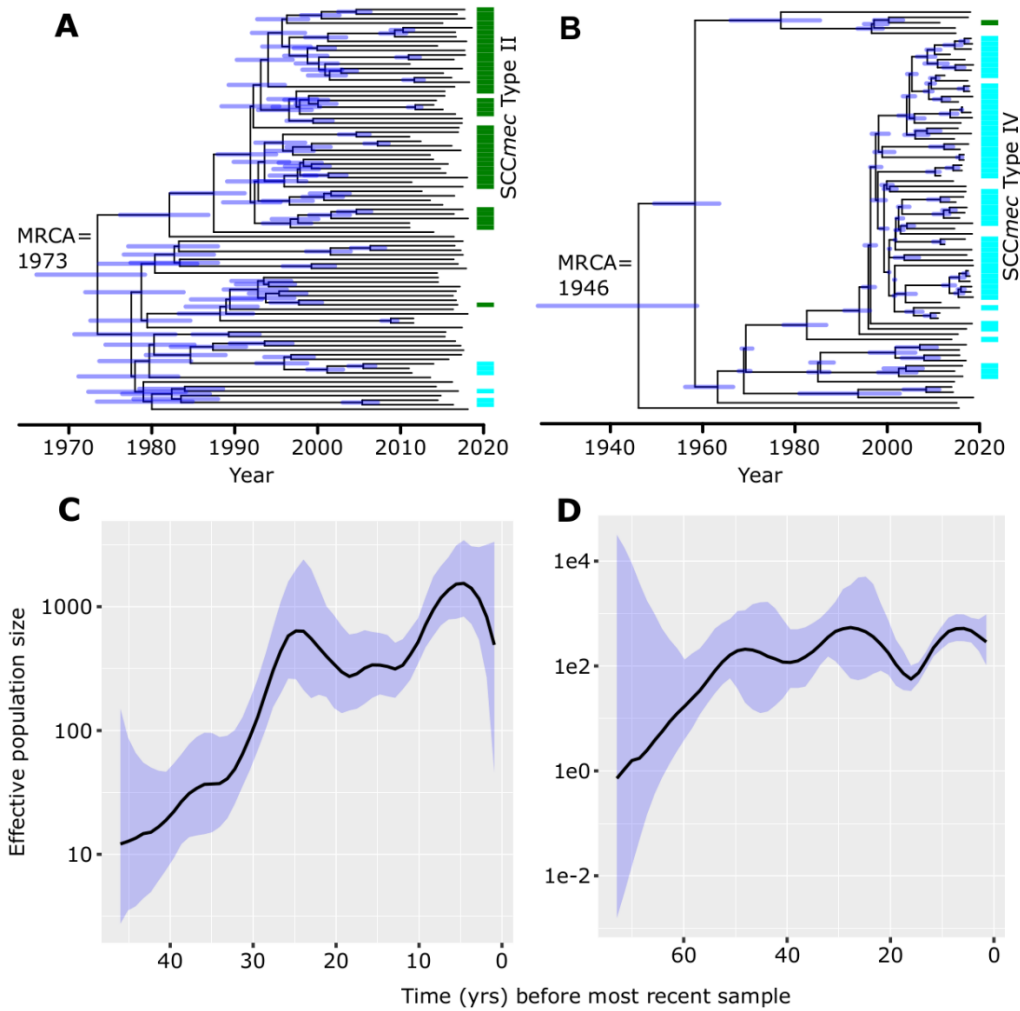 A
MRCA=
1973
SCCmec Type II
1970 1980 1990 2000 2010 2020
Year
B
MRCA=
1946
SCCmec Type IV
1940 1960 1980 2000 2020
Year
C
Effective population size
1000
100
10
40 30 20 10 0
D
1e4
1e2
1e0
1e-2
60 40 20 0
Time (yrs) before most recent sample